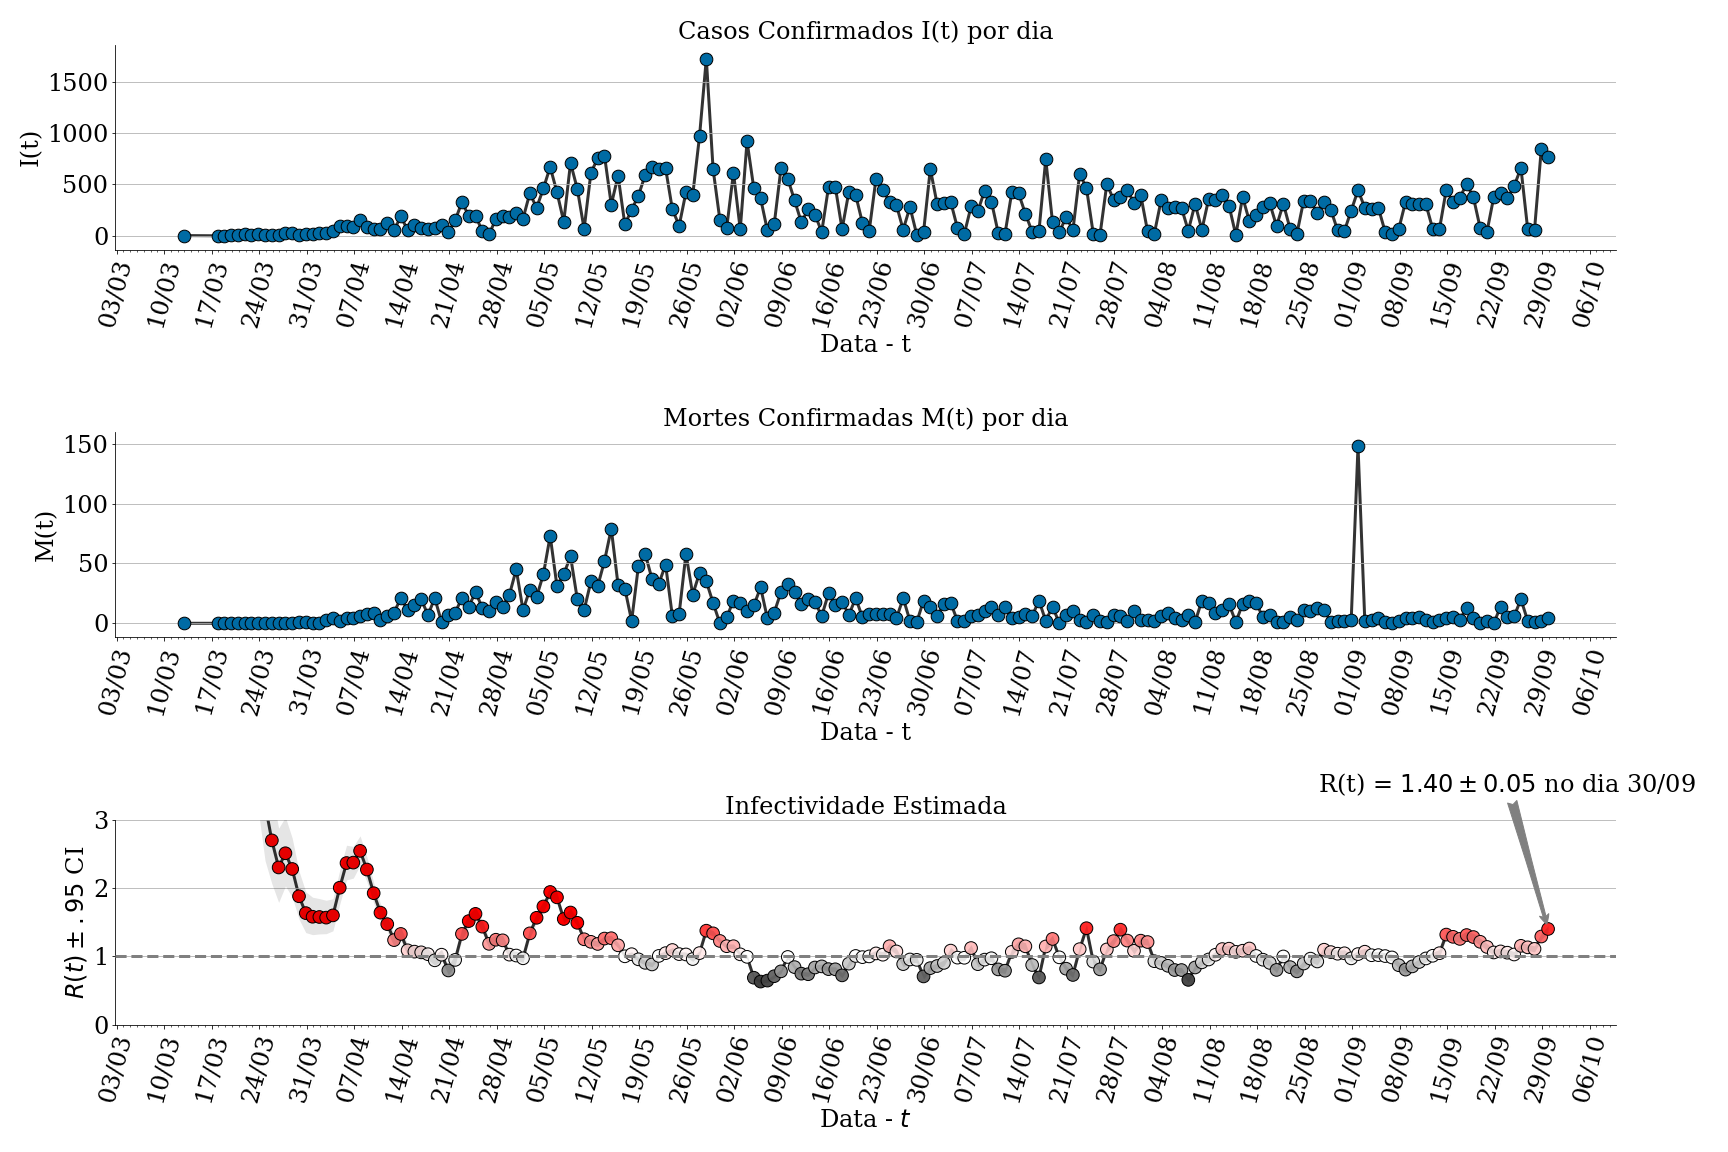 Casos Confirmados I(t) por dia
I(t)
1500
1000
500
0
03/03 10/03 17/03 24/03 31/03 07/04 14/04 21/04 28/04 05/05 12/05 19/05 26/05 02/06 09/06 16/06 23/06 30/06 07/07 14/07 21/07 28/07 04/08 11/08 18/08 25/08 01/09 08/09 15/09 22/09 29/09 06/10
Data - t
Mortes Confirmadas M(t) por dia
M(t)
150
100
50
0
03/03 10/03 17/03 24/03 31/03 07/04 14/04 21/04 28/04 05/05 12/05 19/05 26/05 02/06 09/06 16/06 23/06 30/06 07/07 14/07 21/07 28/07 04/08 11/08 18/08 25/08 01/09 08/09 15/09 22/09 29/09 06/10
Data - t
R(t) = 1.40 ± 0.05 no dia 30/09
Infectividade Estimada
R(t) ± .95 CI
3
2
1
0
03/03 10/03 17/03 24/03 31/03 07/04 14/04 21/04 28/04 05/05 12/05 19/05 26/05 02/06 09/06 16/06 23/06 30/06 07/07 14/07 21/07 28/07 04/08 11/08 18/08 25/08 01/09 08/09 15/09 22/09 29/09 06/10
Data - t